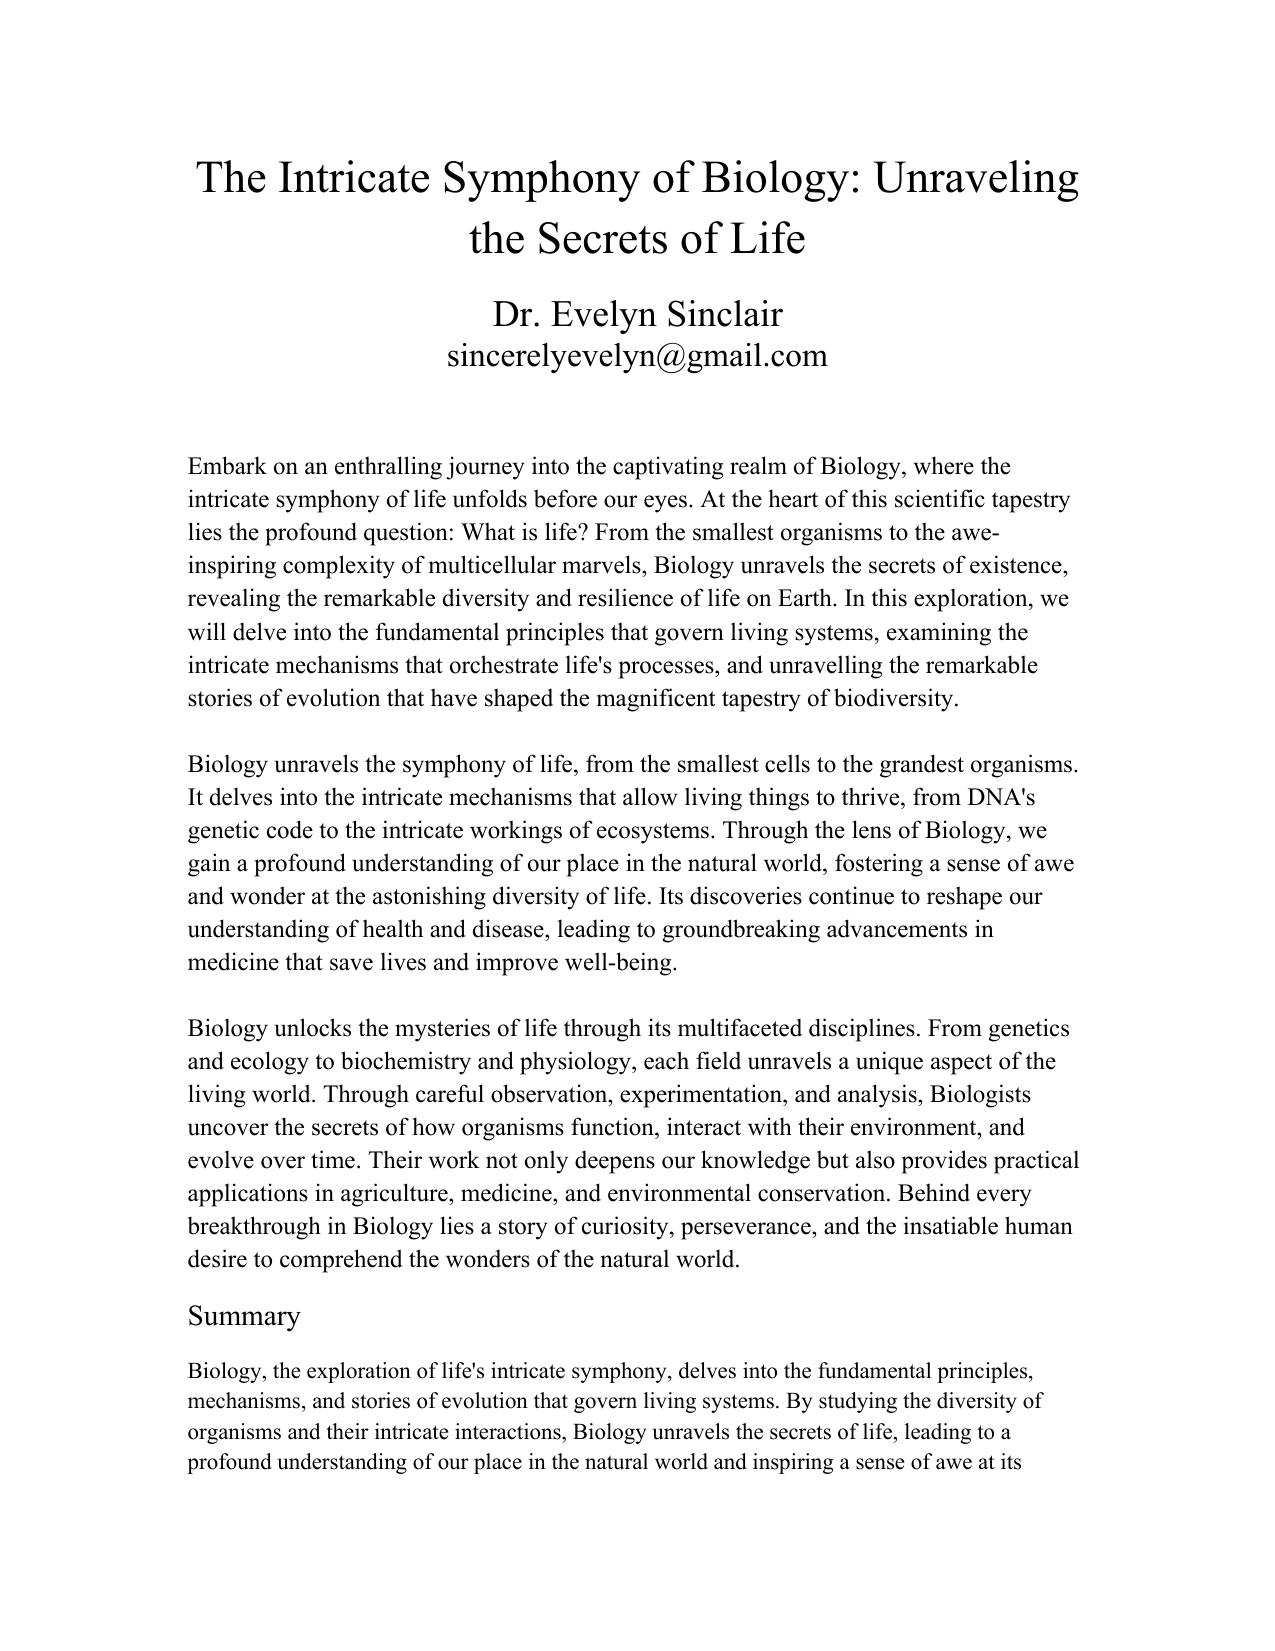 The Intricate Symphony of Biology: Unraveling
the Secrets of Life
Dr. Evelyn Sinclair
sincerelyevelyn@gmail.com
Embark on an enthralling journey into the captivating realm of Biology, where the
intricate symphony of life unfolds before our eyes. At the heart of this scientific tapestry
lies the profound question: What is life? From the smallest organisms to the awe-
inspiring complexity of multicellular marvels, Biology unravels the secrets of existence,
revealing the remarkable diversity and resilience of life on Earth. In this exploration, we
will delve into the fundamental principles that govern living systems, examining the
intricate mechanisms that orchestrate life's processes, and unravelling the remarkable
stories of evolution that have shaped the magnificent tapestry of biodiversity.
Biology unravels the symphony of life, from the smallest cells to the grandest organisms.
It delves into the intricate mechanisms that allow living things to thrive, from DNA's
genetic code to the intricate workings of ecosystems. Through the lens of Biology, we
gain a profound understanding of our place in the natural world, fostering a sense of awe
and wonder at the astonishing diversity of life. Its discoveries continue to reshape our
understanding of health and disease, leading to groundbreaking advancements in
medicine that save lives and improve well-being.
Biology unlocks the mysteries of life through its multifaceted disciplines. From genetics
and ecology to biochemistry and physiology, each field unravels a unique aspect of the
living world. Through careful observation, experimentation, and analysis, Biologists
uncover the secrets of how organisms function, interact with their environment, and
evolve over time. Their work not only deepens our knowledge but also provides practical
applications in agriculture, medicine, and environmental conservation. Behind every
breakthrough in Biology lies a story of curiosity, perseverance, and the insatiable human
desire to comprehend the wonders of the natural world.
Summary
Biology, the exploration of life's intricate symphony, delves into the fundamental principles,
mechanisms, and stories of evolution that govern living systems. By studying the diversity of
organisms and their intricate interactions, Biology unravels the secrets of life, leading to a
profound understanding of our place in the natural world and inspiring a sense of awe at its